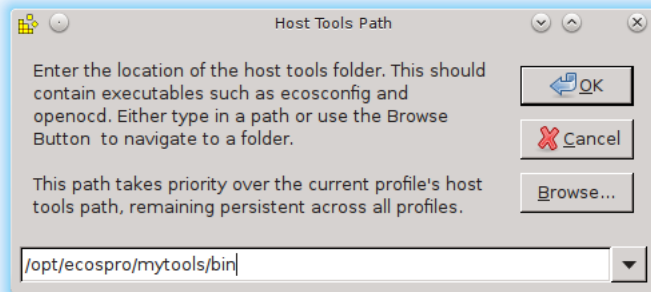 Host Tools Path
Enter the location of the host tools folder. This should
contain executables such as ecosconfig and
openocd. Either type in a path or use the Browse
Button  to navigate to a folder.
This path takes priority over the current profile's host
tools path, remaining persistent across all profiles.
OK
Cancel
Browse...
/opt/ecospro/mytools/bin